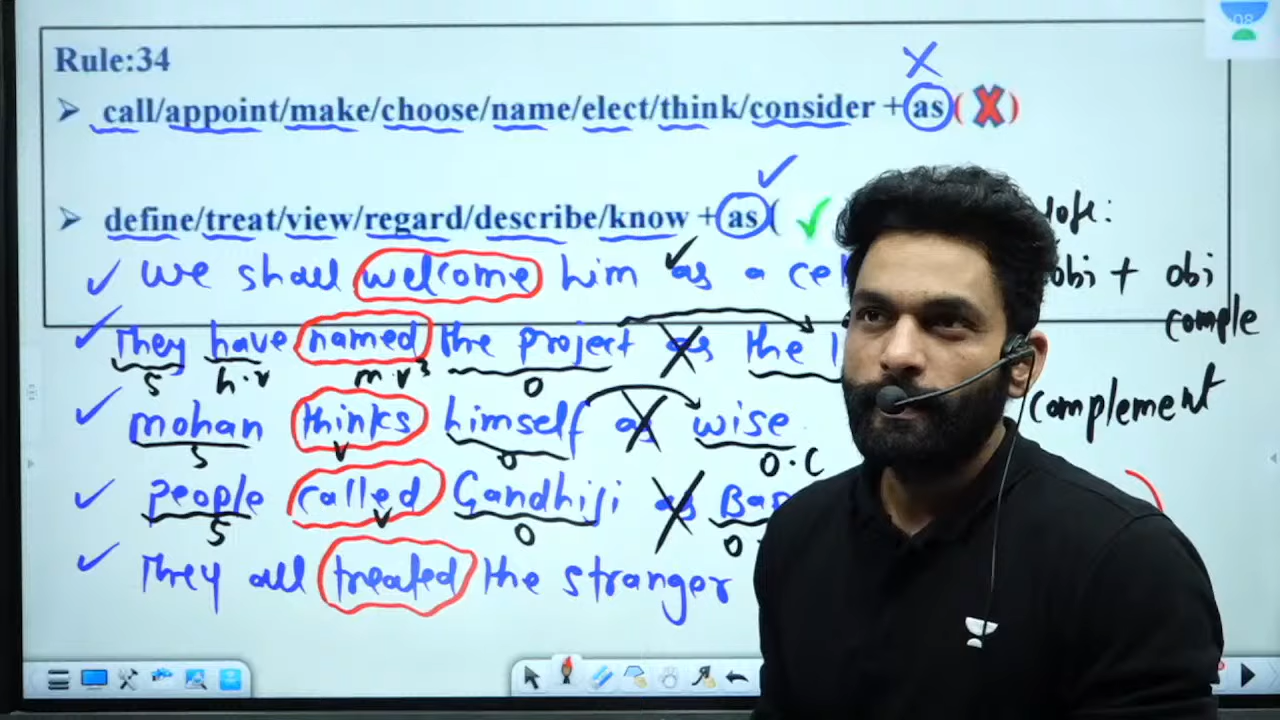 08
Rule:34
➤ call/appoint/make/choose/name/elect/think/consider + as ( X )
➤ define/treat/view/regard/describe/know + as (
We shall welcome him as a
obj + obj
comple
They have named the project as the
S h.v m.v³ O
complement
mohan thinks himself as wise
S v O O.C
people called Gandhiji as
S v O O
They all treated the stranger